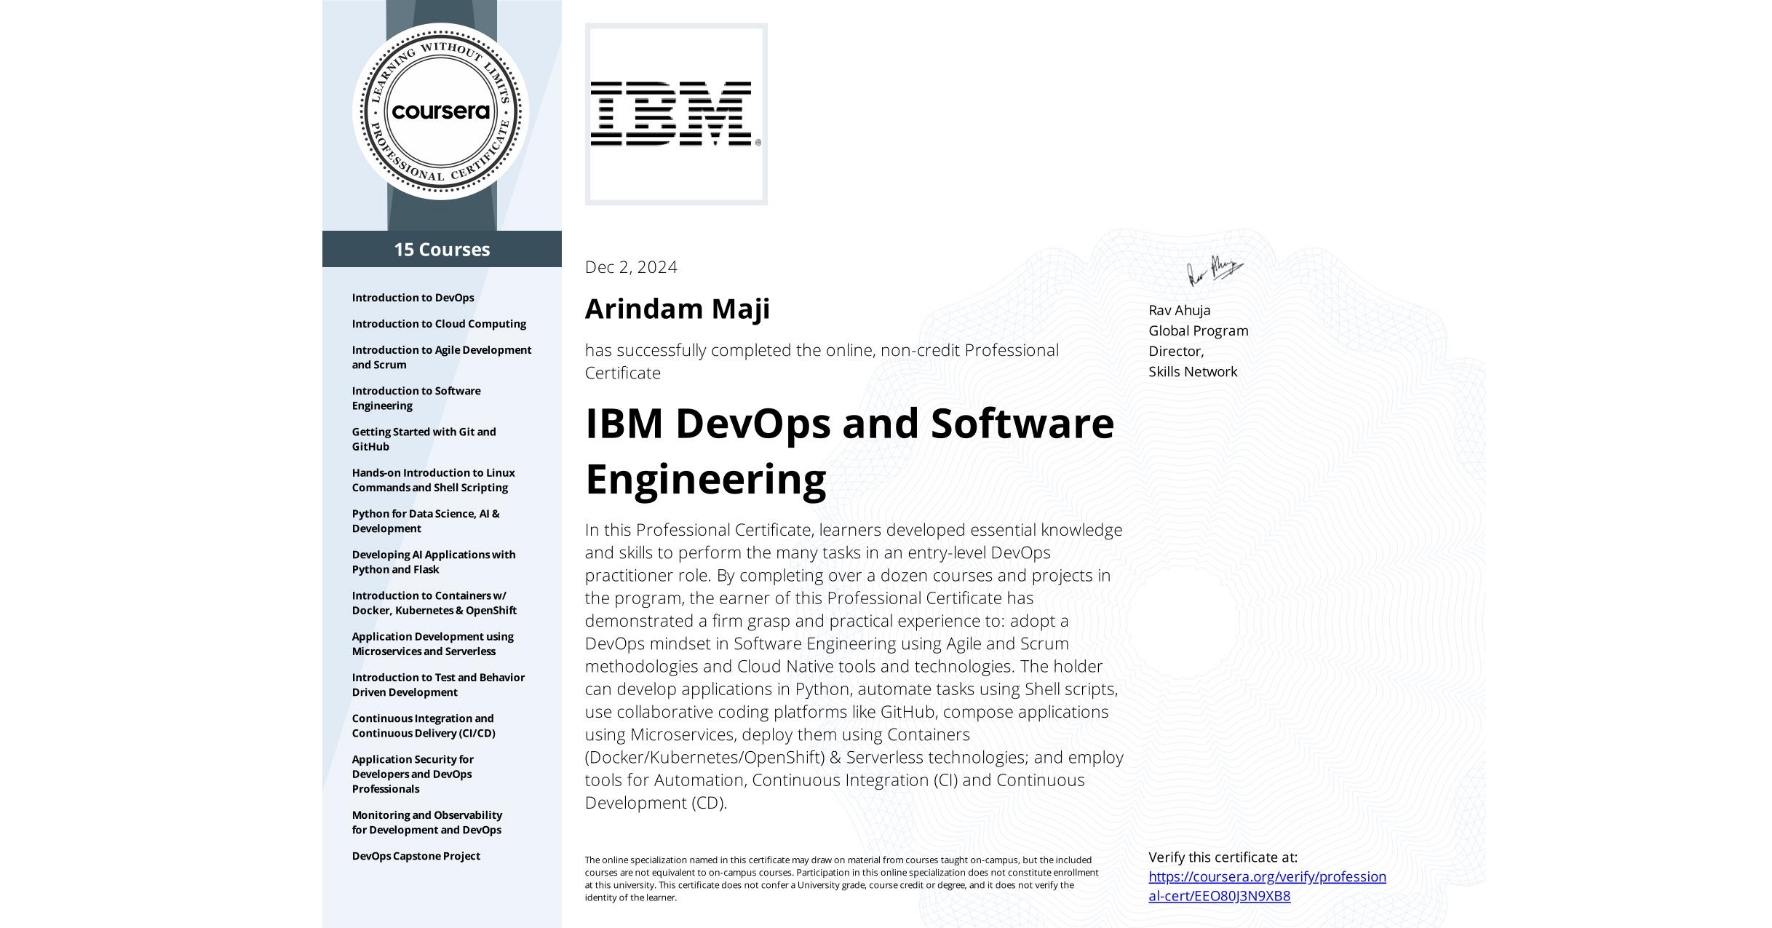 LEARNING WITHOUT LIMITS
coursera
PROFESSIONAL CERTIFICATE
15 Courses
Introduction to DevOps
Introduction to Cloud Computing
Introduction to Agile Development
and Scrum
Introduction to Software
Engineering
Getting Started with Git and
GitHub
Hands-on Introduction to Linux
Commands and Shell Scripting
Python for Data Science, AI &
Development
Developing AI Applications with
Python and Flask
Introduction to Containers w/
Docker, Kubernetes & OpenShift
Application Development using
Microservices and Serverless
Introduction to Test and Behavior
Driven Development
Continuous Integration and
Continuous Delivery (CI/CD)
Application Security for
Developers and DevOps
Professionals
Monitoring and Observability
for Development and DevOps
DevOps Capstone Project
IBM®
Dec 2, 2024
Arindam Maji
has successfully completed the online, non-credit Professional
Certificate
IBM DevOps and Software
Engineering
In this Professional Certificate, learners developed essential knowledge
and skills to perform the many tasks in an entry-level DevOps
practitioner role. By completing over a dozen courses and projects in
the program, the earner of this Professional Certificate has
demonstrated a firm grasp and practical experience to: adopt a
DevOps mindset in Software Engineering using Agile and Scrum
methodologies and Cloud Native tools and technologies. The holder
can develop applications in Python, automate tasks using Shell scripts,
use collaborative coding platforms like GitHub, compose applications
using Microservices, deploy them using Containers
(Docker/Kubernetes/OpenShift) & Serverless technologies; and employ
tools for Automation, Continuous Integration (CI) and Continuous
Development (CD).
The online specialization named in this certificate may draw on material from courses taught on-campus, but the included
courses are not equivalent to on-campus courses. Participation in this online specialization does not constitute enrollment
at this university. This certificate does not confer a University grade, course credit or degree, and it does not verify the
identity of the learner.
Rav Ahuja
Rav Ahuja
Global Program
Director,
Skills Network
Verify this certificate at:
https://coursera.org/verify/profession
al-cert/EEO80J3N9XB8